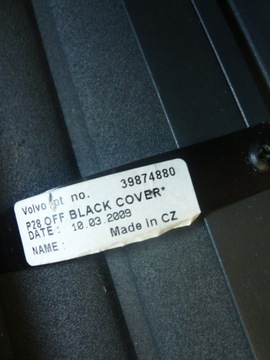 Volvo pt no. 39874880
P28 OFF BLACK COVER*
DATE: 10.03.2009
NAME: Made in CZ